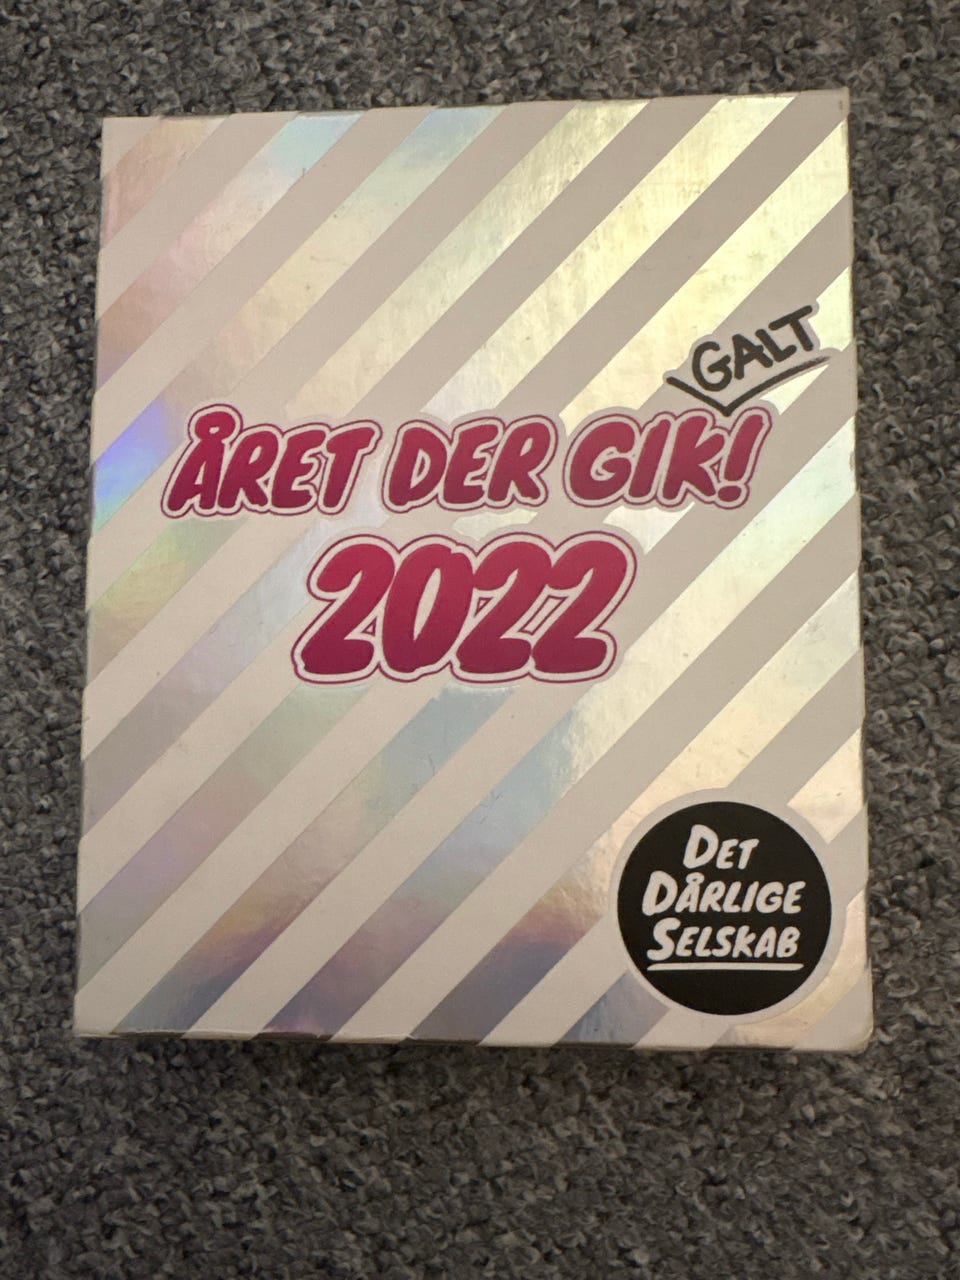 GALT
ÅRET DER GIK!
2022
DET
DÅRLIGE
SELSKAB